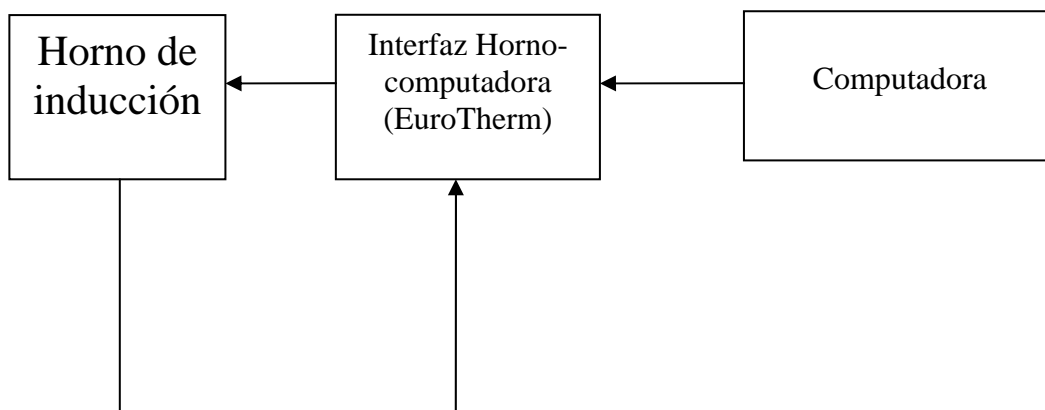 Horno de
inducción
Interfaz Horno-
computadora
(EuroTherm)
Computadora